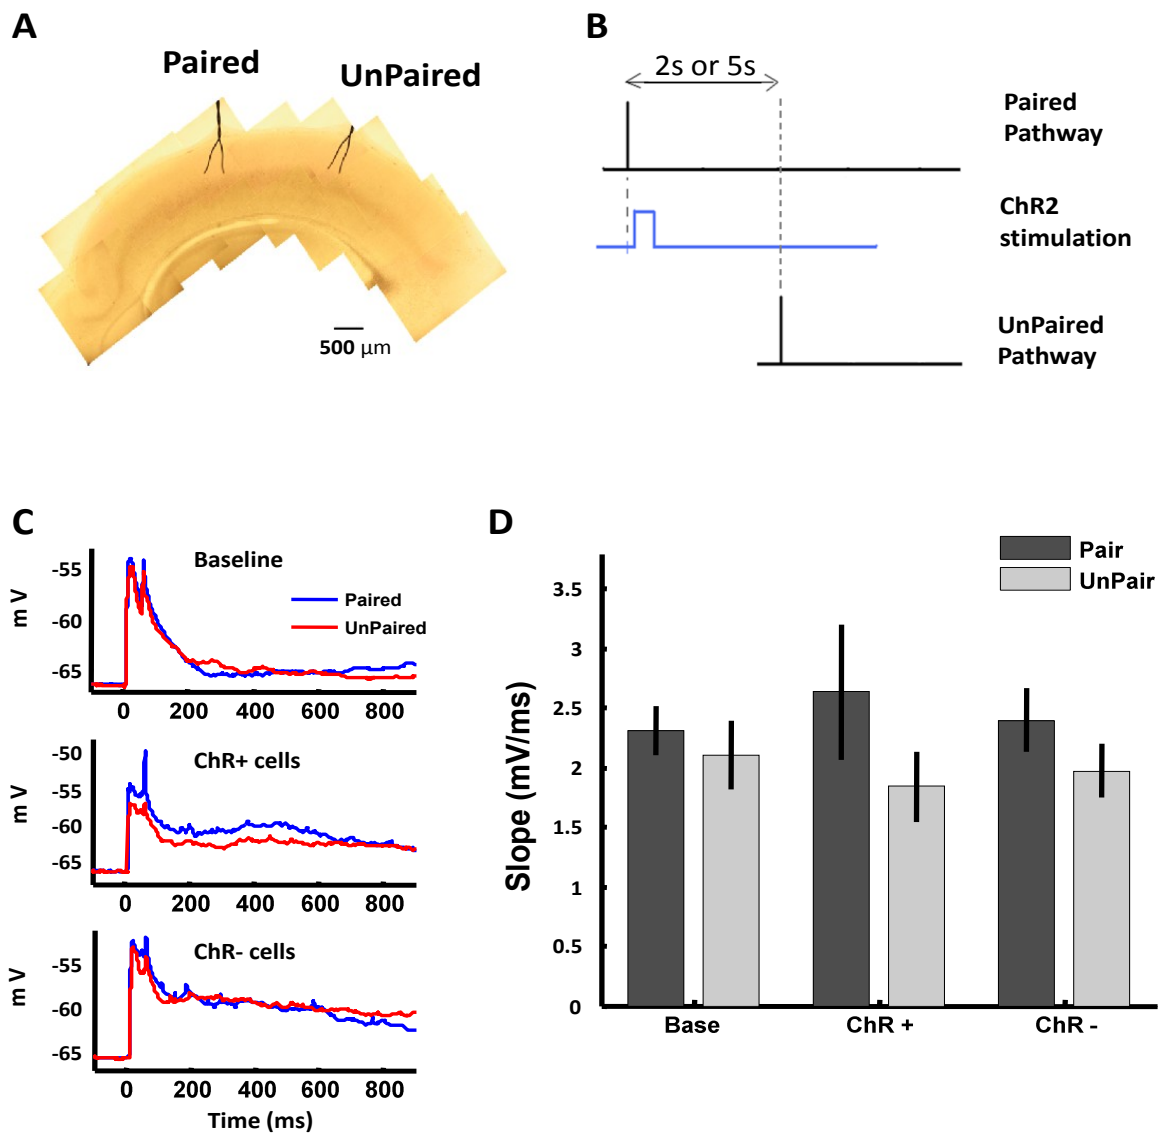 A
Paired
UnPaired
500 μm
B
2s or 5s
Paired
Pathway
ChR2
stimulation
UnPaired
Pathway
C
Baseline
Paired
UnPaired
mV
-55
-60
-65
0 200 400 600 800
ChR+ cells
mV
-50
-55
-60
-65
0 200 400 600 800
ChR- cells
mV
-55
-60
-65
0 200 400 600 800
Time (ms)
D
Pair
UnPair
Slope (mV/ms)
3.5
3
2.5
2
1.5
1
0.5
0
Base ChR + ChR -